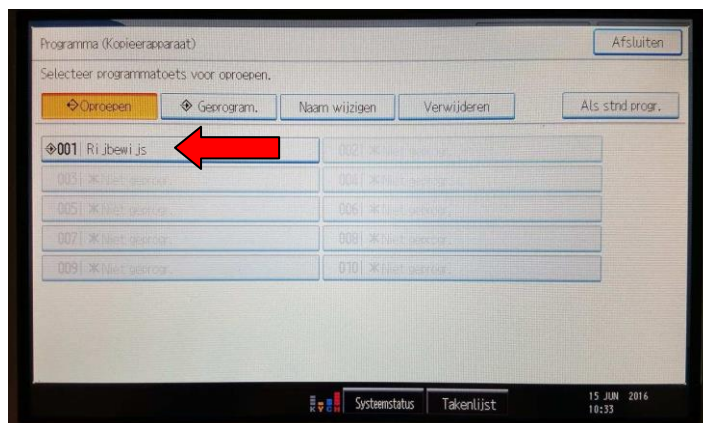 Programma (Kopieerapparaat)
Afsluiten
Selecteer programmatoets voor oproepen.
Oproepen
Geprogram.
Naam wijzigen
Verwijderen
Als stnd progr.
001 Rijbewijs
002 * Niet geprogr.
003 * Niet geprogr.
004 * Niet geprogr.
005 * Niet geprogr.
006 * Niet geprogr.
007 * Niet geprogr.
008 * Niet geprogr.
009 * Niet geprogr.
010 * Niet geprogr.
K Y C M
Systeemstatus
Takenlijst
15 JUN 2016
10:33